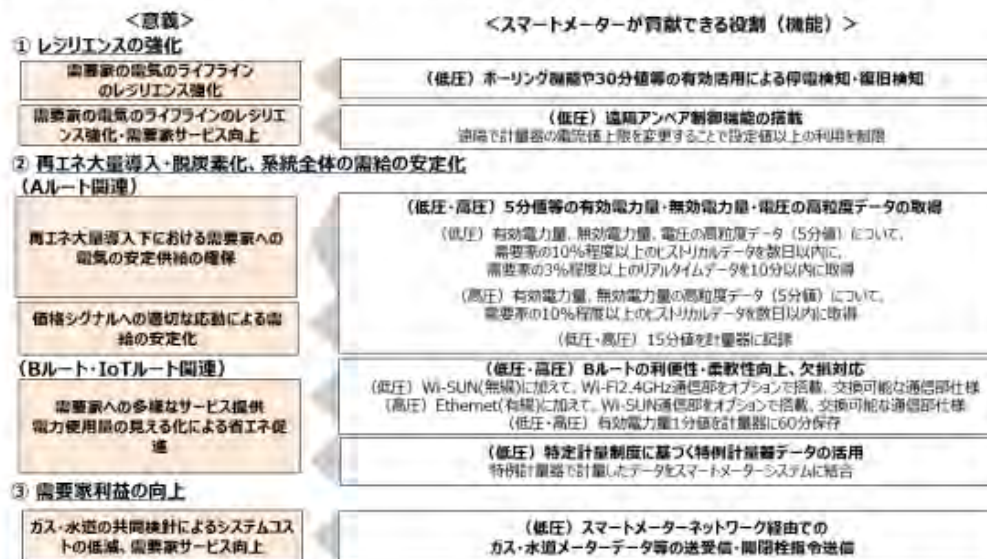 <意義>
<スマートメーターが貢献できる役割（機能）>
① レジリエンスの強化
需要家の電気のライフライン
のレジリエンス強化
（低圧）ポーリング機能や30分値等の有効活用による停電検知・復旧検知
需要家の電気のライフラインのレジリエ
ンス強化・需要家サービス向上
（低圧）遠隔アンペア制御機能の搭載
遠隔で計量器の電流値上限を変更することで設定値以上の利用を制限
② 再エネ大量導入・脱炭素化、系統全体の需給の安定化
（Aルート関連）
再エネ大量導入下における需要家への
電気の安定供給の確保
価格シグナルへの適切な応動による需
給の安定化
（低圧・高圧）5分値等の有効電力量・無効電力量・電圧の高粒度データの取得
（低圧）有効電力量、無効電力量、電圧の高粒度データ（5分値）について、
需要家の10％程度以上のヒストリカルデータを数日以内に、
需要家の3％程度以上のリアルタイムデータを10分以内に取得
（高圧）有効電力量、無効電力量の高粒度データ（5分値）について、
需要家の10％程度以上のヒストリカルデータを数日以内に取得
（低圧・高圧）15分値を計量器に記録
（Bルート・IoTルート関連）
需要家への多様なサービス提供
電力使用量の見える化による省エネ促
進
（低圧・高圧）Bルートの利便性・柔軟性向上、欠損対応
（低圧）Wi-SUN(無線)に加えて、Wi-Fi2.4GHz通信部をオプションで搭載、交換可能な通信部仕様
（高圧）Ethernet(有線)に加えて、Wi-SUN通信部をオプションで搭載、交換可能な通信部仕様
（低圧・高圧）有効電力量1分値を計量器に60分保存
（低圧）特定計量制度に基づく特例計量器データの活用
特例計量器で計量したデータをスマートメーターシステムに結合
③ 需要家利益の向上
ガス・水道の共同検針によるシステムコス
トの低減、需要家サービス向上
（低圧）スマートメーターネットワーク経由での
ガス・水道メーターデータ等の送受信・開閉栓指令送信